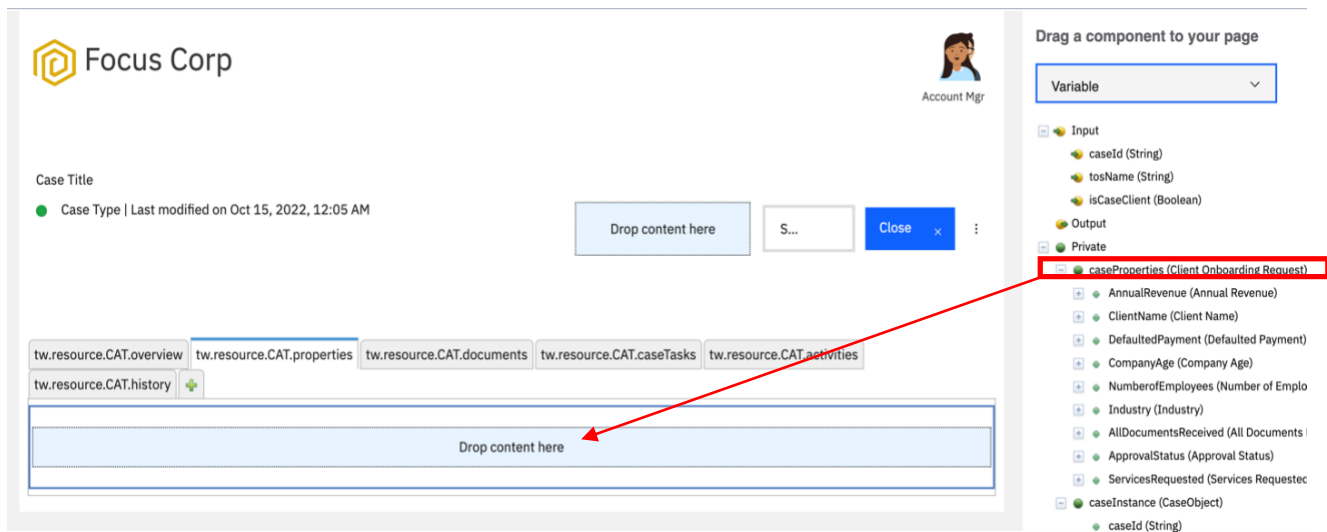 Focus Corp
Account Mgr
Case Title
Case Type | Last modified on Oct 15, 2022, 12:05 AM
Drop content here
S...
Close ×
tw.resource.CAT.overview
tw.resource.CAT.properties
tw.resource.CAT.documents
tw.resource.CAT.caseTasks
tw.resource.CAT.activities
tw.resource.CAT.history
Drop content here
Drag a component to your page
Variable
Input
caseId (String)
tosName (String)
isCaseClient (Boolean)
Output
Private
caseProperties (Client Onboarding Request)
AnnualRevenue (Annual Revenue)
ClientName (Client Name)
DefaultedPayment (Defaulted Payment)
CompanyAge (Company Age)
NumberofEmployees (Number of Emplo
Industry (Industry)
AllDocumentsReceived (All Documents
ApprovalStatus (Approval Status)
ServicesRequested (Services Requested
caseInstance (CaseObject)
caseId (String)